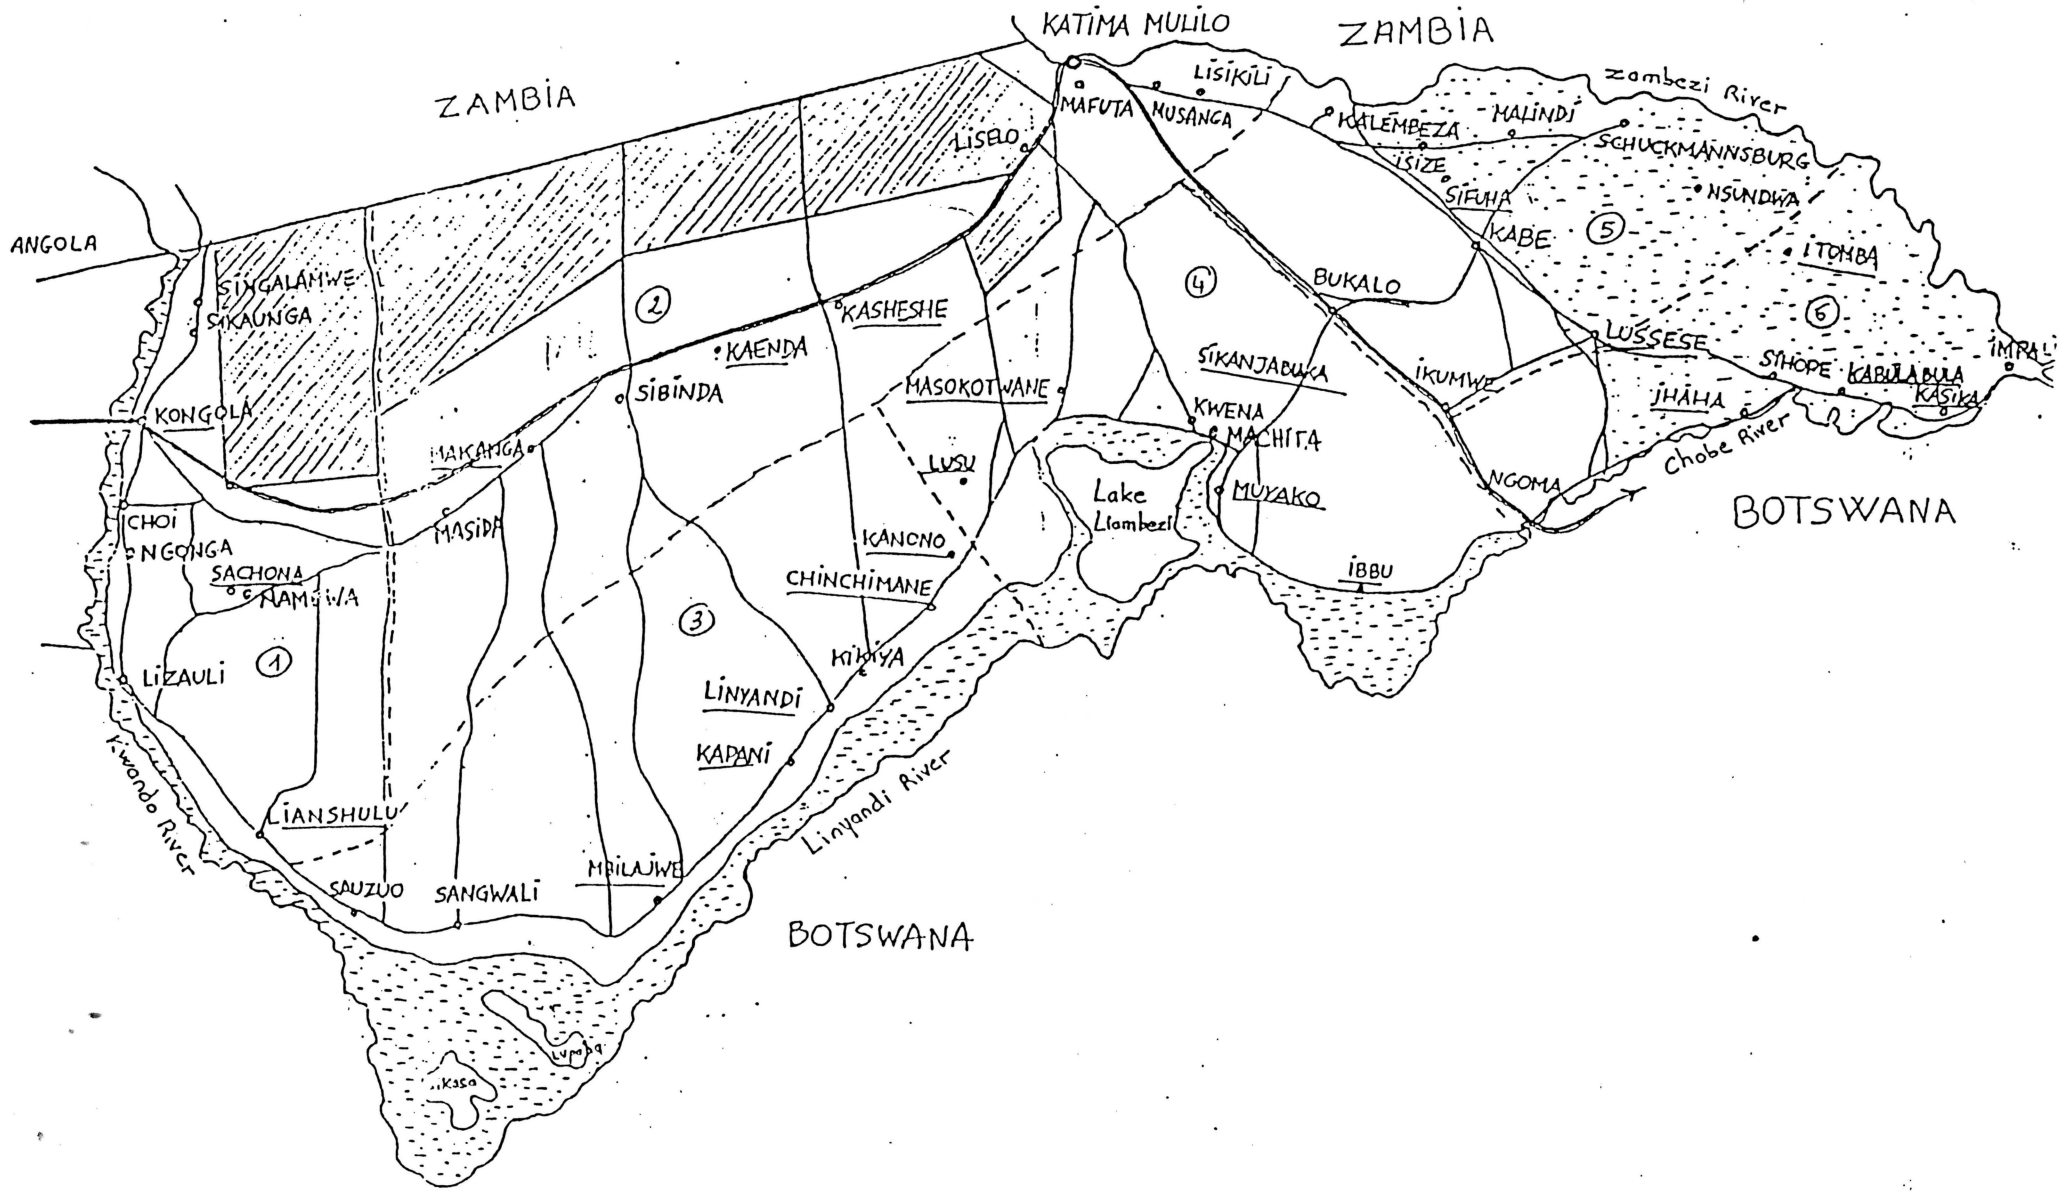 KATIMA MULILO
ZAMBIA
ZAMBIA
LISIKILI
Zambezi River
MAFUTA
MUSANGA
KALEMBEZA
MALINDI
LISELO
ISIZE
SCHUCKMANNSBURG
SIFUHA
NSUNDWA
ANGOLA
KABE
5
ITOMBA
SINGALAMWE
SIKAUNGA
2
KASHESHE
4
BUKALO
6
KAENDA
LUSSESE
SIKANJABUKA
SIHOPE
KABULABULA
IMPALI
SIBINDA
MASOKOTWANE
IKUMWE
JHAHA
KASIKA
KONGOLA
KWENA
MACHITA
MAKANGA
LUSU
Chobe River
Lake
Liambezi
MUYAKO
NGOMA
BOTSWANA
CHOI
MASIDA
NGONGA
KANONO
SACHONA
CHINCHIMANE
IBBU
1
3
LIZAULI
KIKIYA
LINYANDI
KAPANI
Kwando River
LIANSHULU
Linyandi River
SAUZUO
SANGWALI
MBILAJWE
BOTSWANA